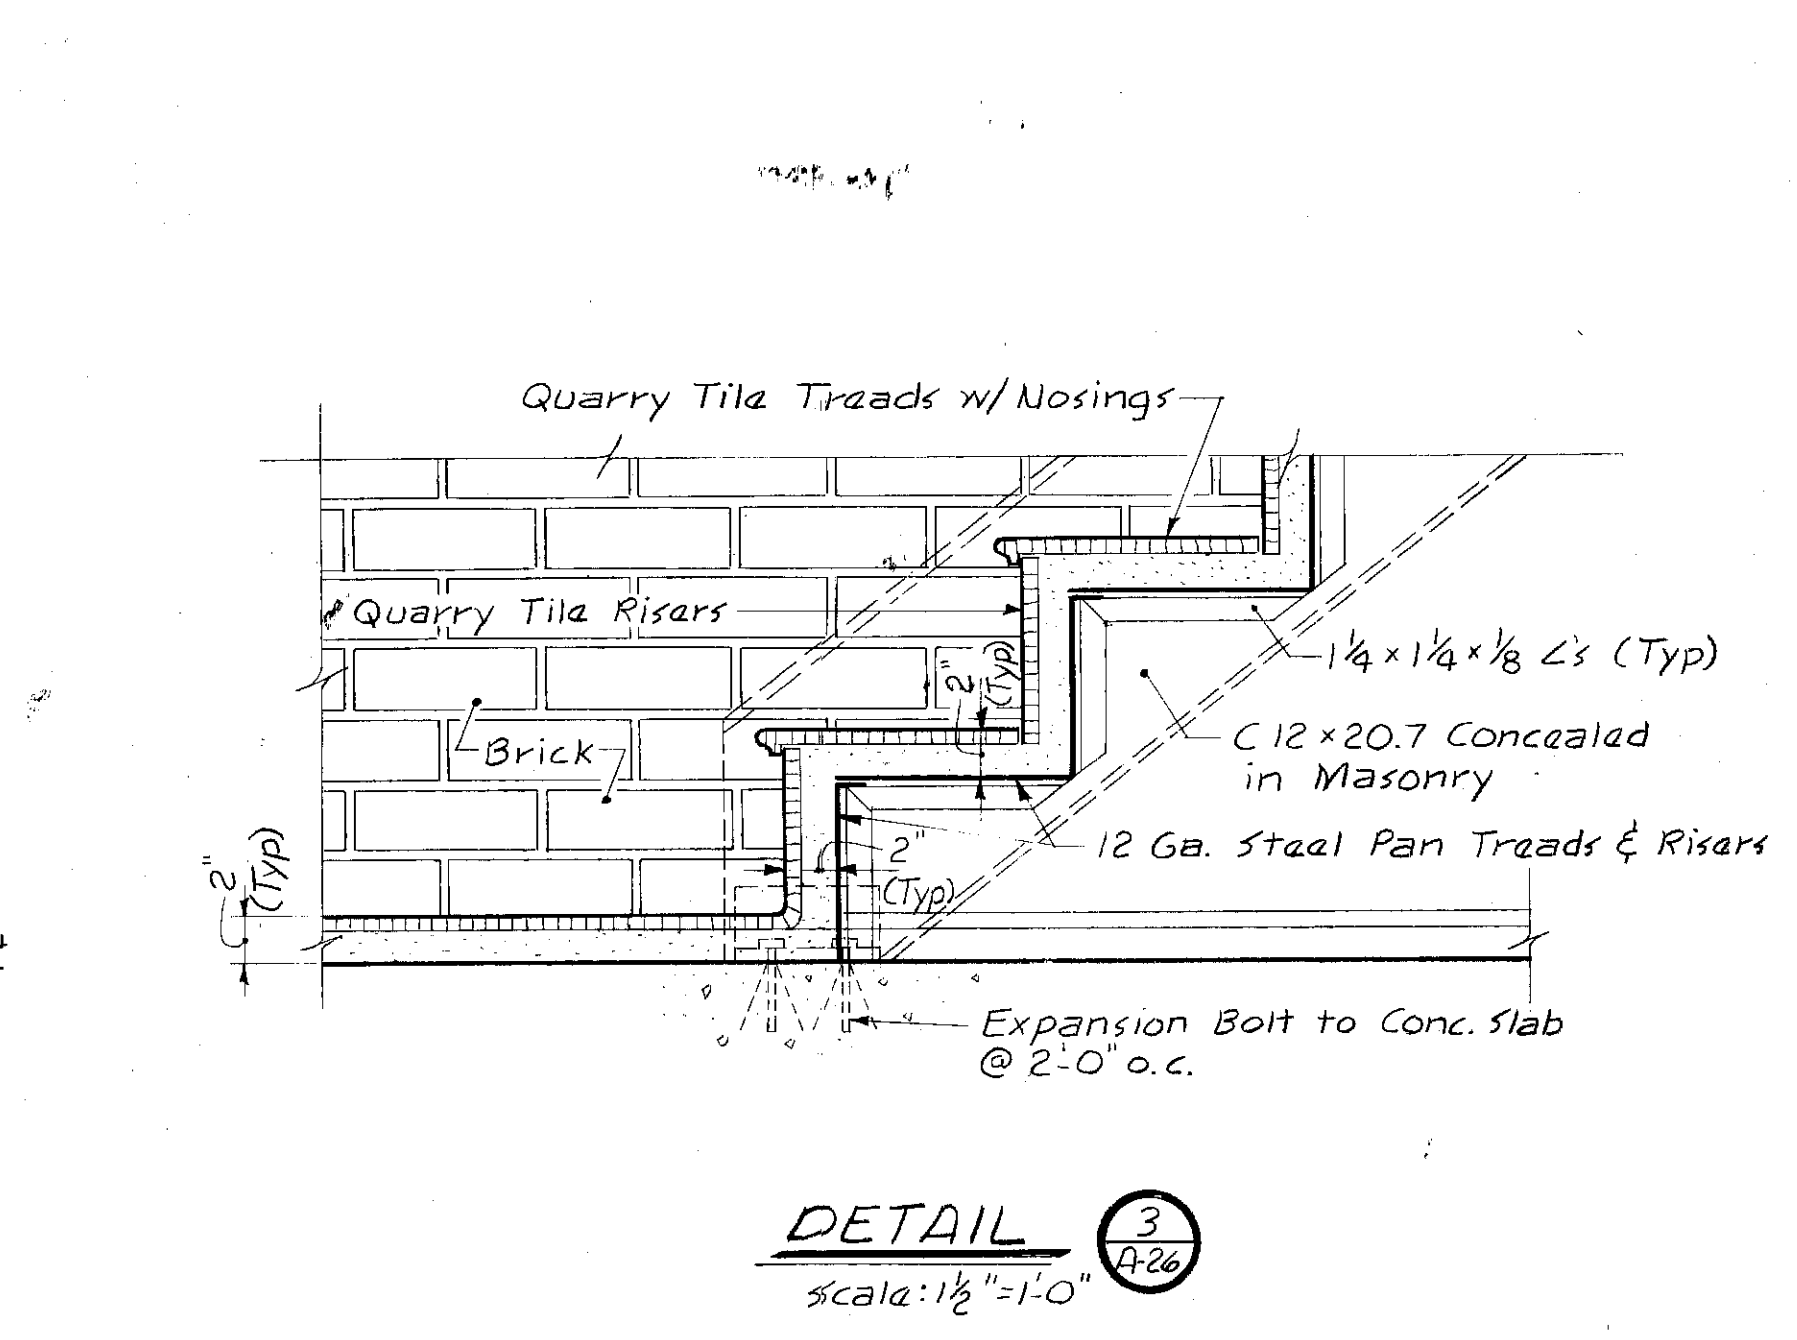 Quarry Tile Treads w/ Nosings
Quarry Tile Risers
2"
(Typ)
1¼ × 1¼ × ⅛ ∠'s (Typ)
Brick
C 12 × 20.7 Concealed
in Masonry
12 Ga. Steel Pan Treads & Risers
2"
(Typ)
2"
(Typ)
Expansion Bolt to Conc. Slab
@ 2'-0" o.c.
DETAIL
3
A-26
scale: 1½" = 1'-0"